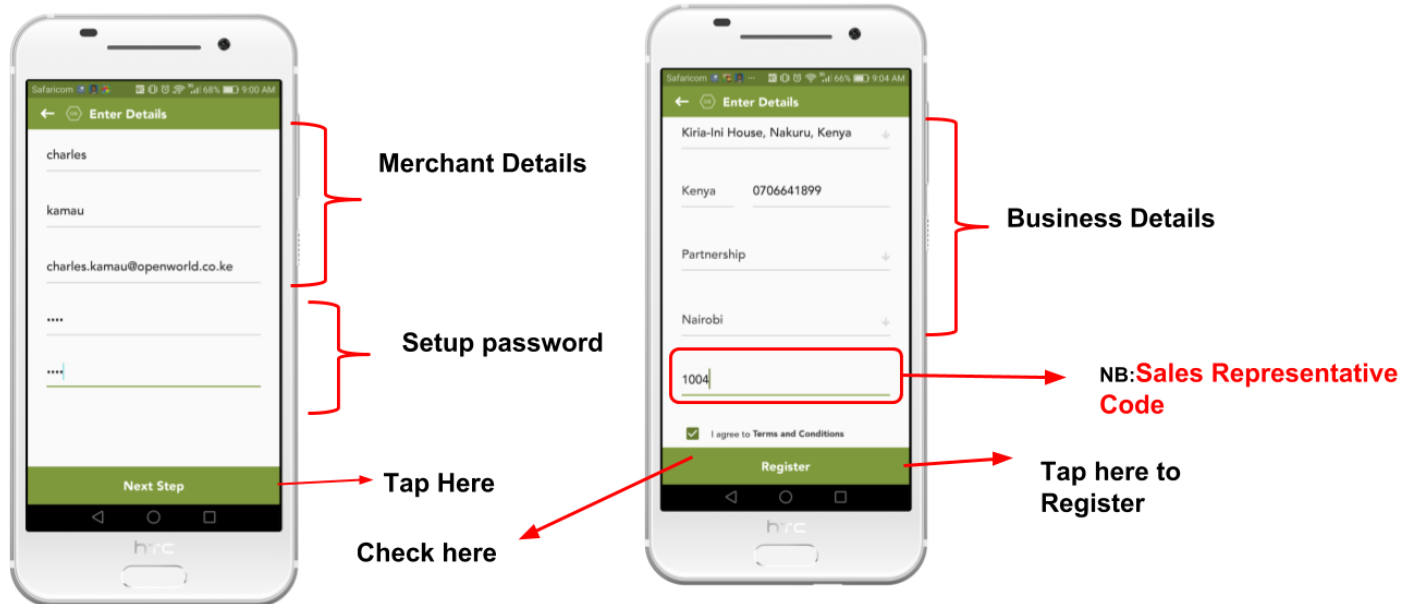 Safaricom 68% 9:00 AM
Enter Details
charles
kamau
charles.kamau@openworld.co.ke
••••
••••
Next Step
htc
Merchant Details
Setup password
Tap Here
Check here
Safaricom 66% 9:04 AM
Enter Details
Kiria-Ini House, Nakuru, Kenya
Kenya 0706641899
Partnership
Nairobi
1004
I agree to Terms and Conditions
Register
htc
Business Details
NB:Sales Representative
Code
Tap here to
Register